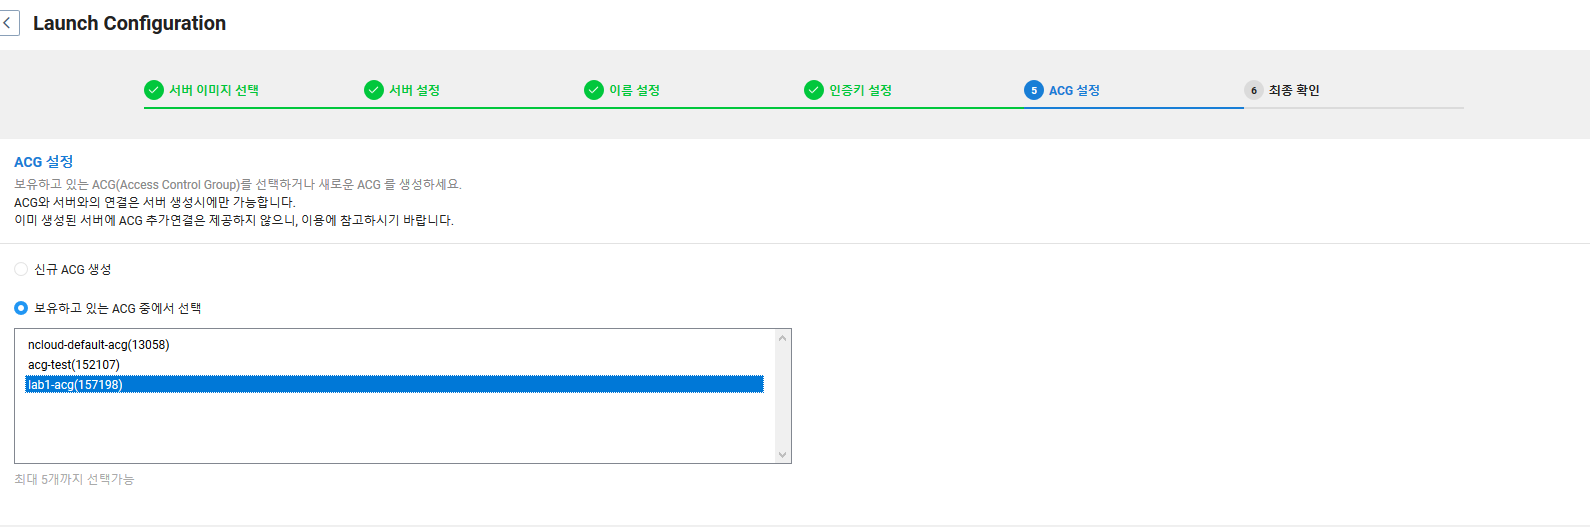 Launch Configuration
서버 이미지 선택
서버 설정
이름 설정
인증키 설정
5 ACG 설정
6 최종 확인
ACG 설정
보유하고 있는 ACG(Access Control Group)를 선택하거나 새로운 ACG 를 생성하세요.
ACG와 서버와의 연결은 서버 생성시에만 가능합니다.
이미 생성된 서버에 ACG 추가연결은 제공하지 않으니, 이용에 참고하시기 바랍니다.
신규 ACG 생성
보유하고 있는 ACG 중에서 선택
ncloud-default-acg(13058)
acg-test(152107)
lab1-acg(157198)
최대 5개까지 선택가능